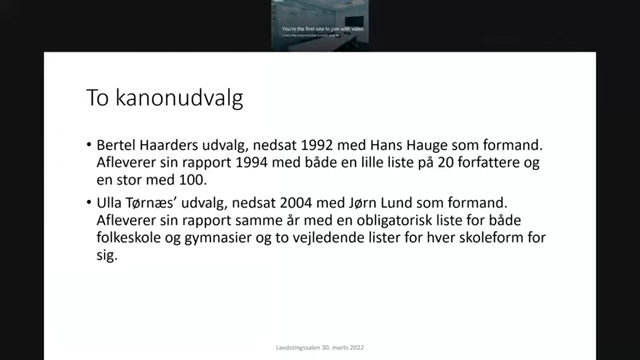 You're the first one to join with video
To kanonudvalg
• Bertel Haarders udvalg, nedsat 1992 med Hans Hauge som formand.
Afleverer sin rapport 1994 med både en lille liste på 20 forfattere og
en stor med 100.
• Ulla Tørnæs’ udvalg, nedsat 2004 med Jørn Lund som formand.
Afleverer sin rapport samme år med en obligatorisk liste for både
folkeskole og gymnasier og to vejledende lister for hver skoleform for
sig.
Landstingssalen 30. marts 2022